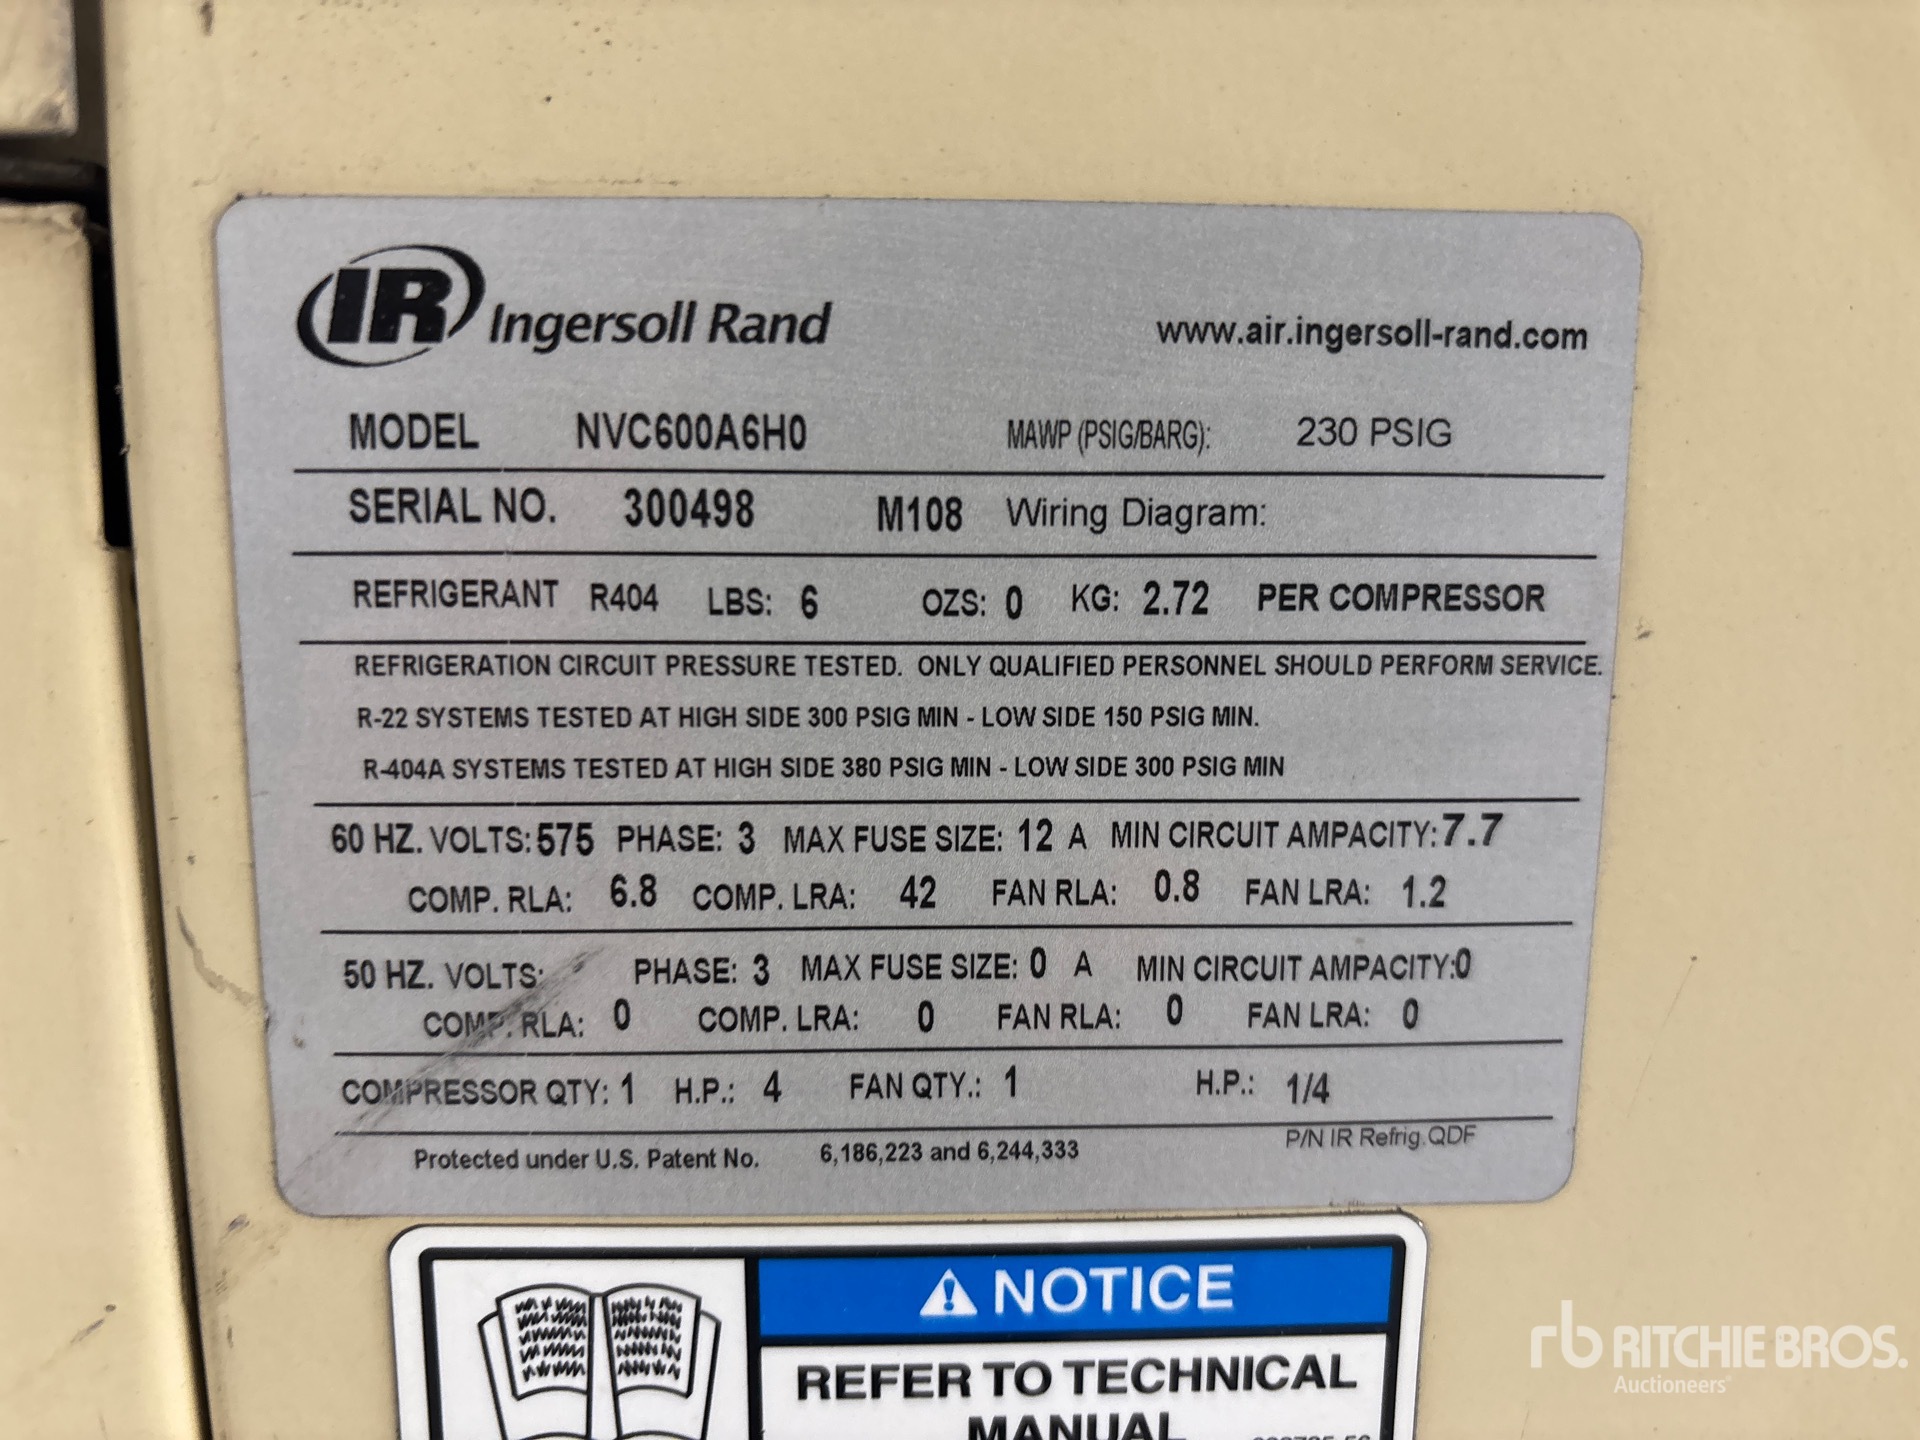 IR Ingersoll Rand www.air.ingersoll-rand.com
MODEL NVC600A6H0 MAWP (PSIG/BARG): 230 PSIG
SERIAL NO. 300498 M108 Wiring Diagram:
REFRIGERANT R404 LBS: 6 OZS: 0 KG: 2.72 PER COMPRESSOR
REFRIGERATION CIRCUIT PRESSURE TESTED. ONLY QUALIFIED PERSONNEL SHOULD PERFORM SERVICE.
R-22 SYSTEMS TESTED AT HIGH SIDE 300 PSIG MIN - LOW SIDE 150 PSIG MIN.
R-404A SYSTEMS TESTED AT HIGH SIDE 380 PSIG MIN - LOW SIDE 300 PSIG MIN
60 HZ. VOLTS: 575 PHASE: 3 MAX FUSE SIZE: 12 A MIN CIRCUIT AMPACITY: 7.7
COMP. RLA: 6.8 COMP. LRA: 42 FAN RLA: 0.8 FAN LRA: 1.2
50 HZ. VOLTS: PHASE: 3 MAX FUSE SIZE: 0 A MIN CIRCUIT AMPACITY: 0
COMP. RLA: 0 COMP. LRA: 0 FAN RLA: 0 FAN LRA: 0
COMPRESSOR QTY: 1 H.P.: 4 FAN QTY.: 1 H.P.: 1/4
Protected under U.S. Patent No. 6,186,223 and 6,244,333 P/N IR Refrig.QDF
NOTICE
REFER TO TECHNICAL
MANUAL
rb RITCHIE BROS.
Auctioneers